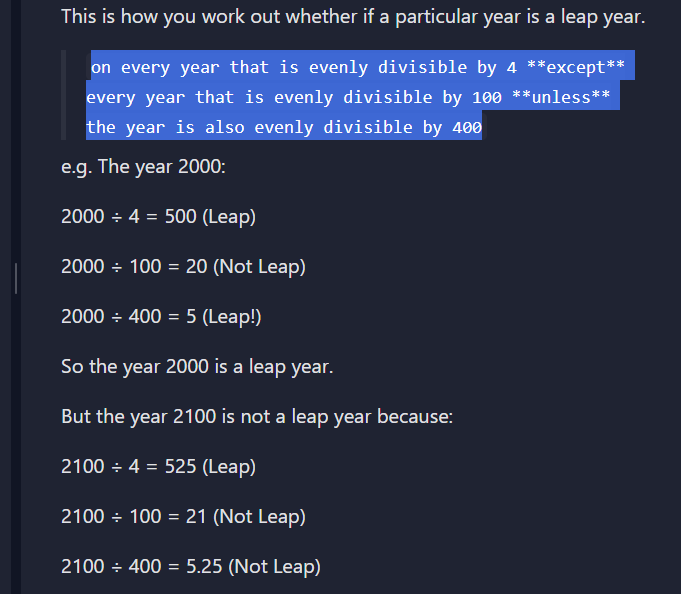 This is how you work out whether if a particular year is a leap year.
on every year that is evenly divisible by 4 **except**
every year that is evenly divisible by 100 **unless**
the year is also evenly divisible by 400
e.g. The year 2000:
2000 ÷ 4 = 500 (Leap)
2000 ÷ 100 = 20 (Not Leap)
2000 ÷ 400 = 5 (Leap!)
So the year 2000 is a leap year.
But the year 2100 is not a leap year because:
2100 ÷ 4 = 525 (Leap)
2100 ÷ 100 = 21 (Not Leap)
2100 ÷ 400 = 5.25 (Not Leap)